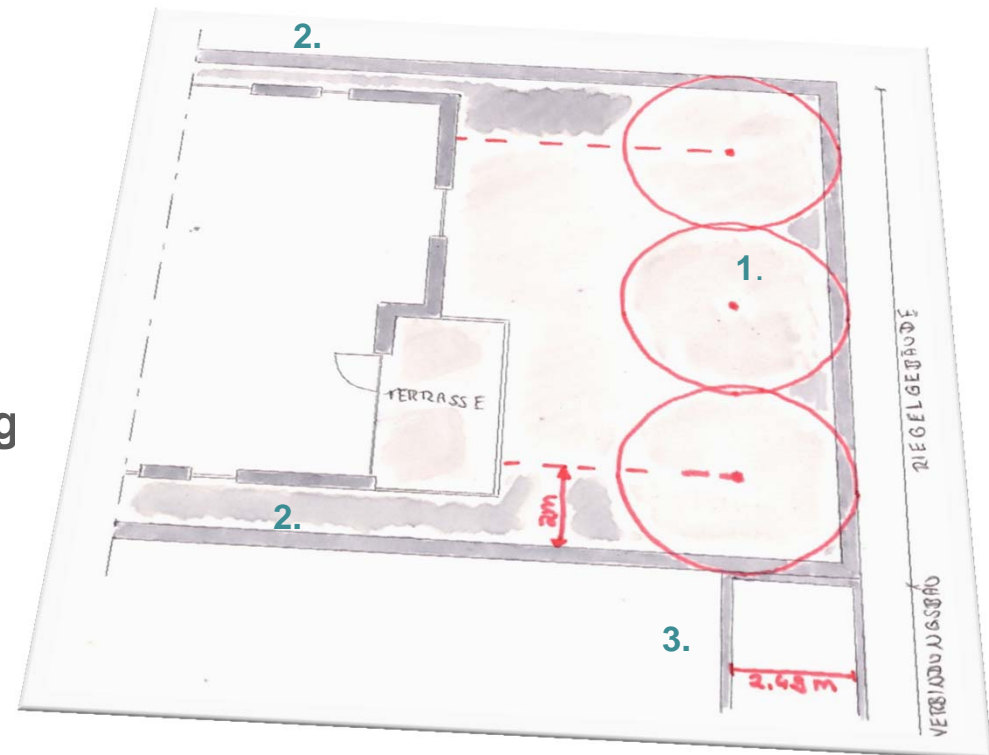 2.
1.
TERRASSE
g
2.
2m
3.
2.48 m
RIEGELGEBÄUDE
VERBINDUNGSBAU